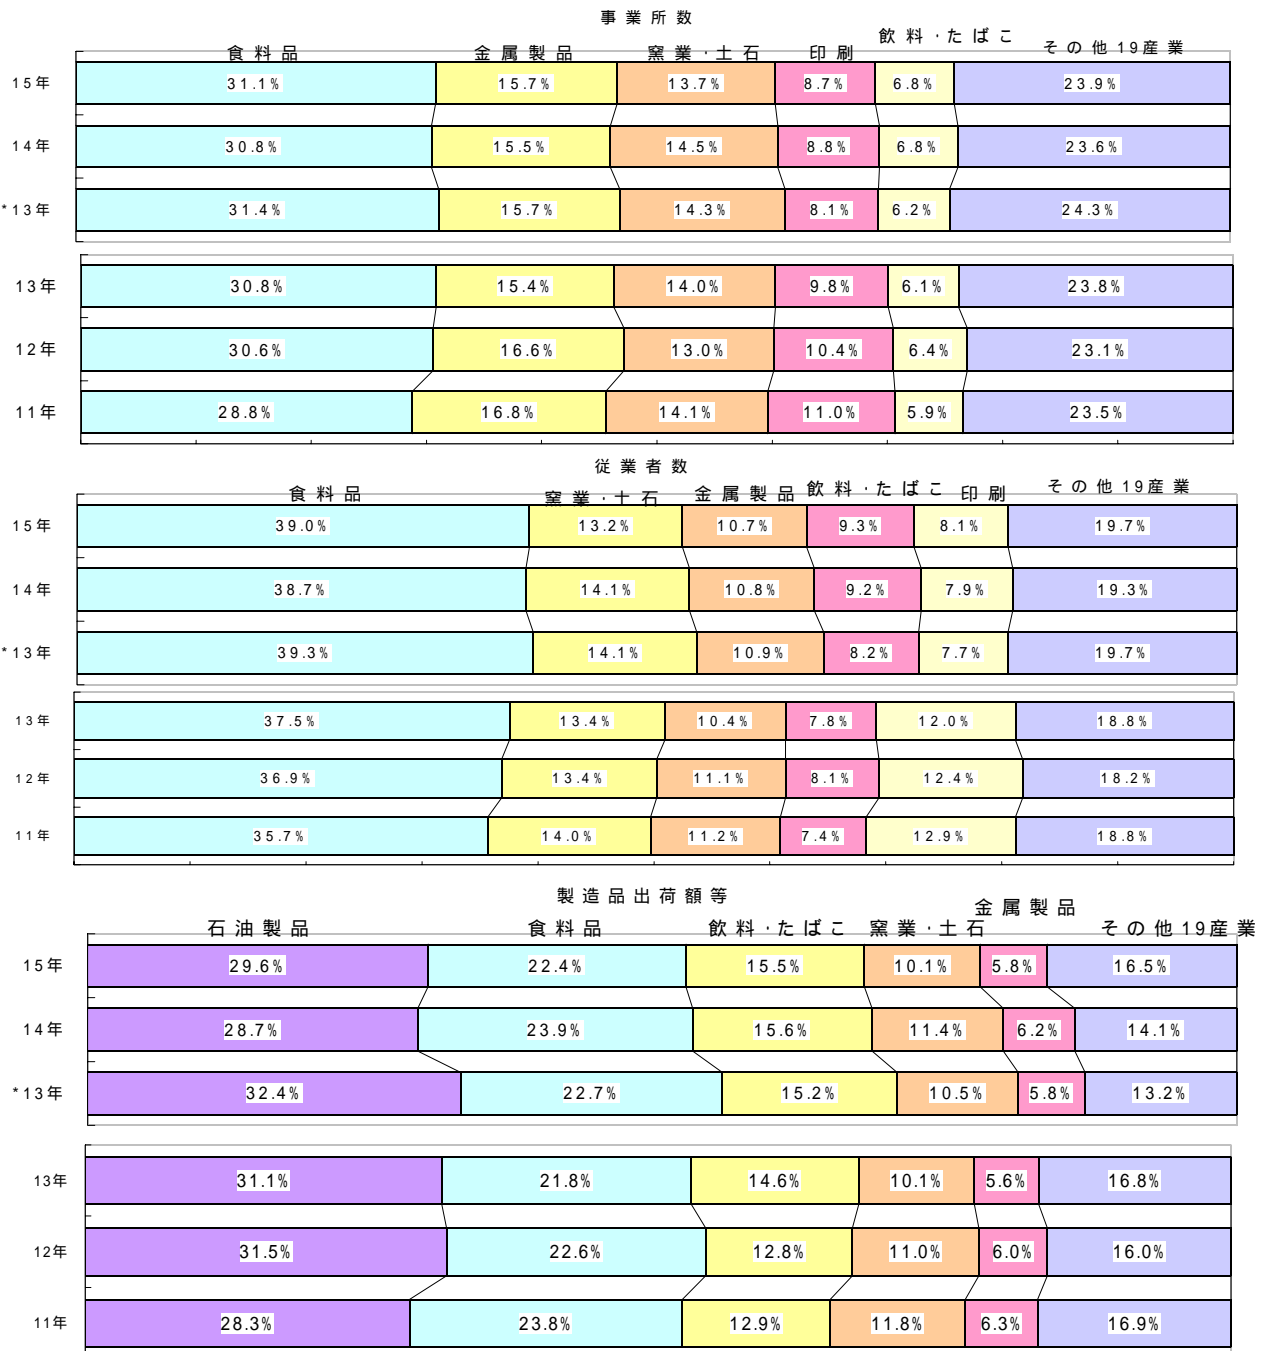 事業所数
食料品 金属製品 窯業・土石 印刷 飲料・たばこ その他19産業
15年 31.1% 15.7% 13.7% 8.7% 6.8% 23.9%
14年 30.8% 15.5% 14.5% 8.8% 6.8% 23.6%
*13年 31.4% 15.7% 14.3% 8.1% 6.2% 24.3%
13年 30.8% 15.4% 14.0% 9.8% 6.1% 23.8%
12年 30.6% 16.6% 13.0% 10.4% 6.4% 23.1%
11年 28.8% 16.8% 14.1% 11.0% 5.9% 23.5%
従業者数
食料品 窯業・土石 金属製品 飲料・たばこ 印刷 その他19産業
15年 39.0% 13.2% 10.7% 9.3% 8.1% 19.7%
14年 38.7% 14.1% 10.8% 9.2% 7.9% 19.3%
*13年 39.3% 14.1% 10.9% 8.2% 7.7% 19.7%
13年 37.5% 13.4% 10.4% 7.8% 12.0% 18.8%
12年 36.9% 13.4% 11.1% 8.1% 12.4% 18.2%
11年 35.7% 14.0% 11.2% 7.4% 12.9% 18.8%
製造品出荷額等
石油製品 食料品 飲料・たばこ 窯業・土石 金属製品 その他19産業
15年 29.6% 22.4% 15.5% 10.1% 5.8% 16.5%
14年 28.7% 23.9% 15.6% 11.4% 6.2% 14.1%
*13年 32.4% 22.7% 15.2% 10.5% 5.8% 13.2%
13年 31.1% 21.8% 14.6% 10.1% 5.6% 16.8%
12年 31.5% 22.6% 12.8% 11.0% 6.0% 16.0%
11年 28.3% 23.8% 12.9% 11.8% 6.3% 16.9%